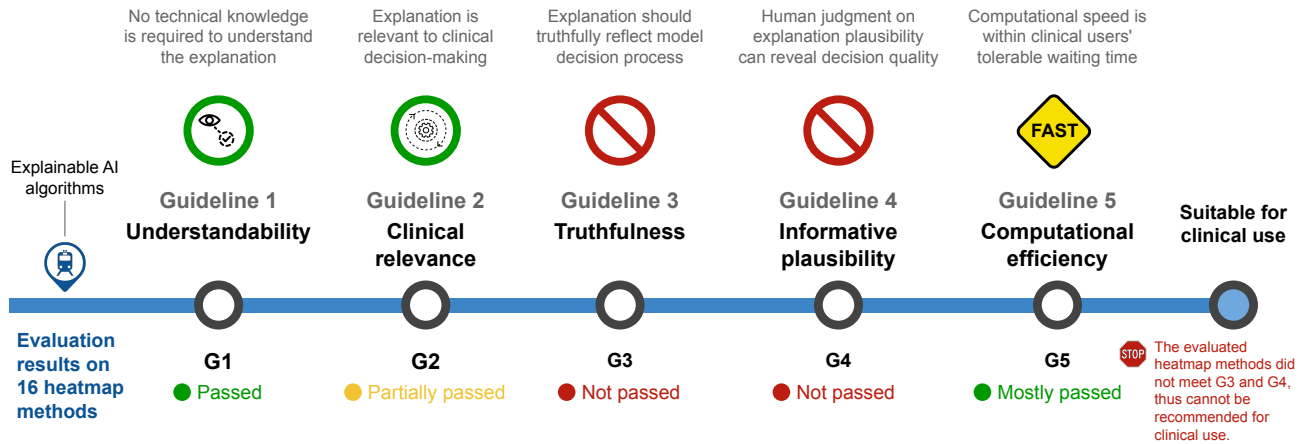 No technical knowledge
is required to understand
the explanation
Explanation is
relevant to clinical
decision-making
Explanation should
truthfully reflect model
decision process
Human judgment on
explanation plausibility
can reveal decision quality
Computational speed is
within clinical users'
tolerable waiting time
FAST
Explainable AI
algorithms
Guideline 1
Understandability
Guideline 2
Clinical
relevance
Guideline 3
Truthfulness
Guideline 4
Informative
plausibility
Guideline 5
Computational
efficiency
Suitable for
clinical use
Evaluation
results on
16 heatmap
methods
G1
Passed
G2
Partially passed
G3
Not passed
G4
Not passed
G5
Mostly passed
STOP
The evaluated
heatmap methods did
not meet G3 and G4,
thus cannot be
recommended for
clinical use.